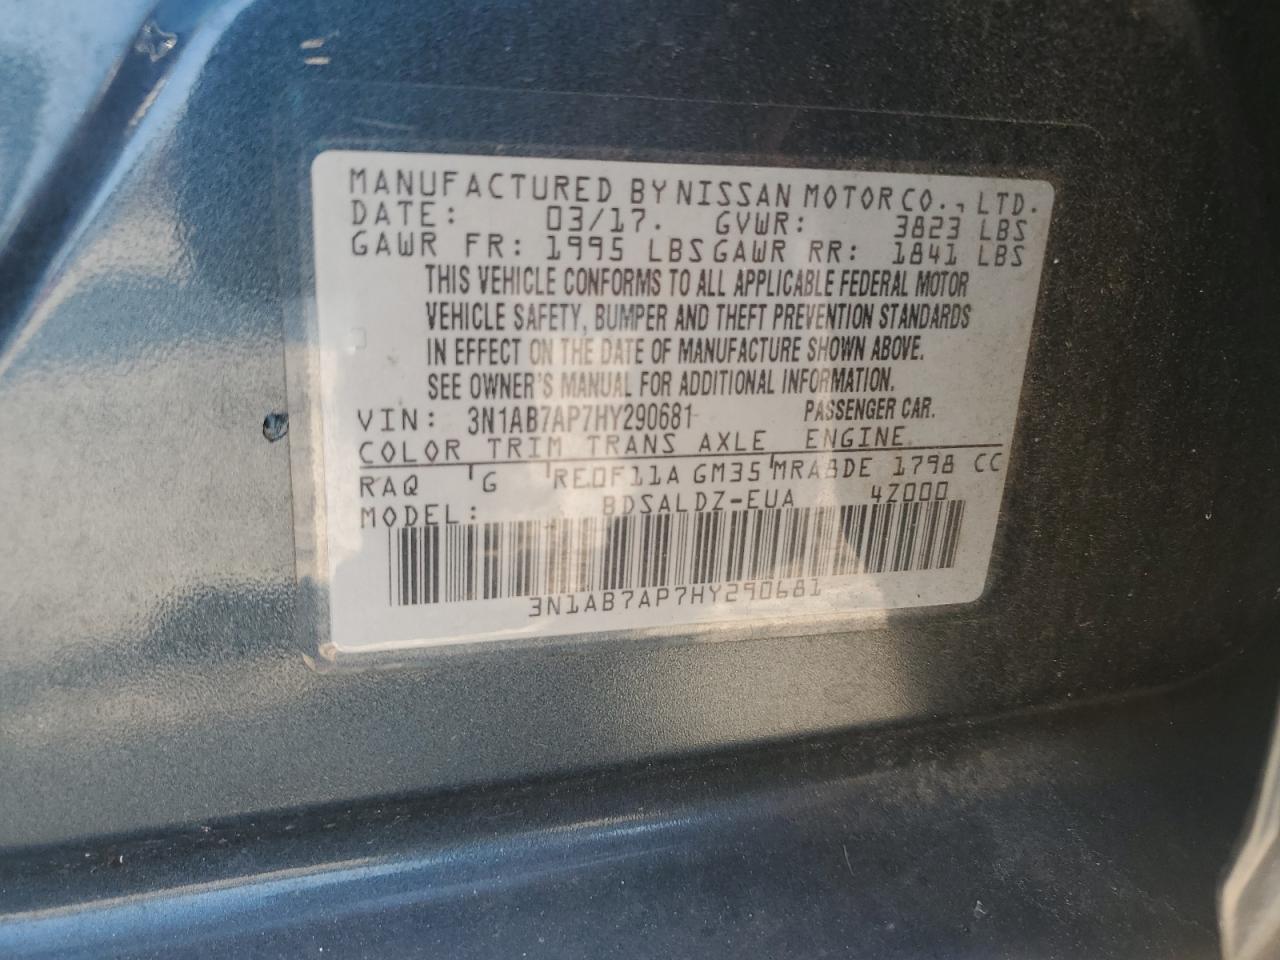 MANUFACTURED BY NISSAN MOTOR CO., LTD.
DATE: 03/17. GVWR: 3823 LBS
GAWR FR: 1995 LBS GAWR RR: 1841 LBS
THIS VEHICLE CONFORMS TO ALL APPLICABLE FEDERAL MOTOR
VEHICLE SAFETY, BUMPER AND THEFT PREVENTION STANDARDS
IN EFFECT ON THE DATE OF MANUFACTURE SHOWN ABOVE.
SEE OWNER'S MANUAL FOR ADDITIONAL INFORMATION.
VIN: 3N1AB7AP7HY290681 PASSENGER CAR.
COLOR TRIM TRANS AXLE ENGINE
RAQ G RE0F11A GM35 MRA8DE 1798 CC
MODEL: BDSALDZ-EUA 4Z000
3N1AB7AP7HY290681